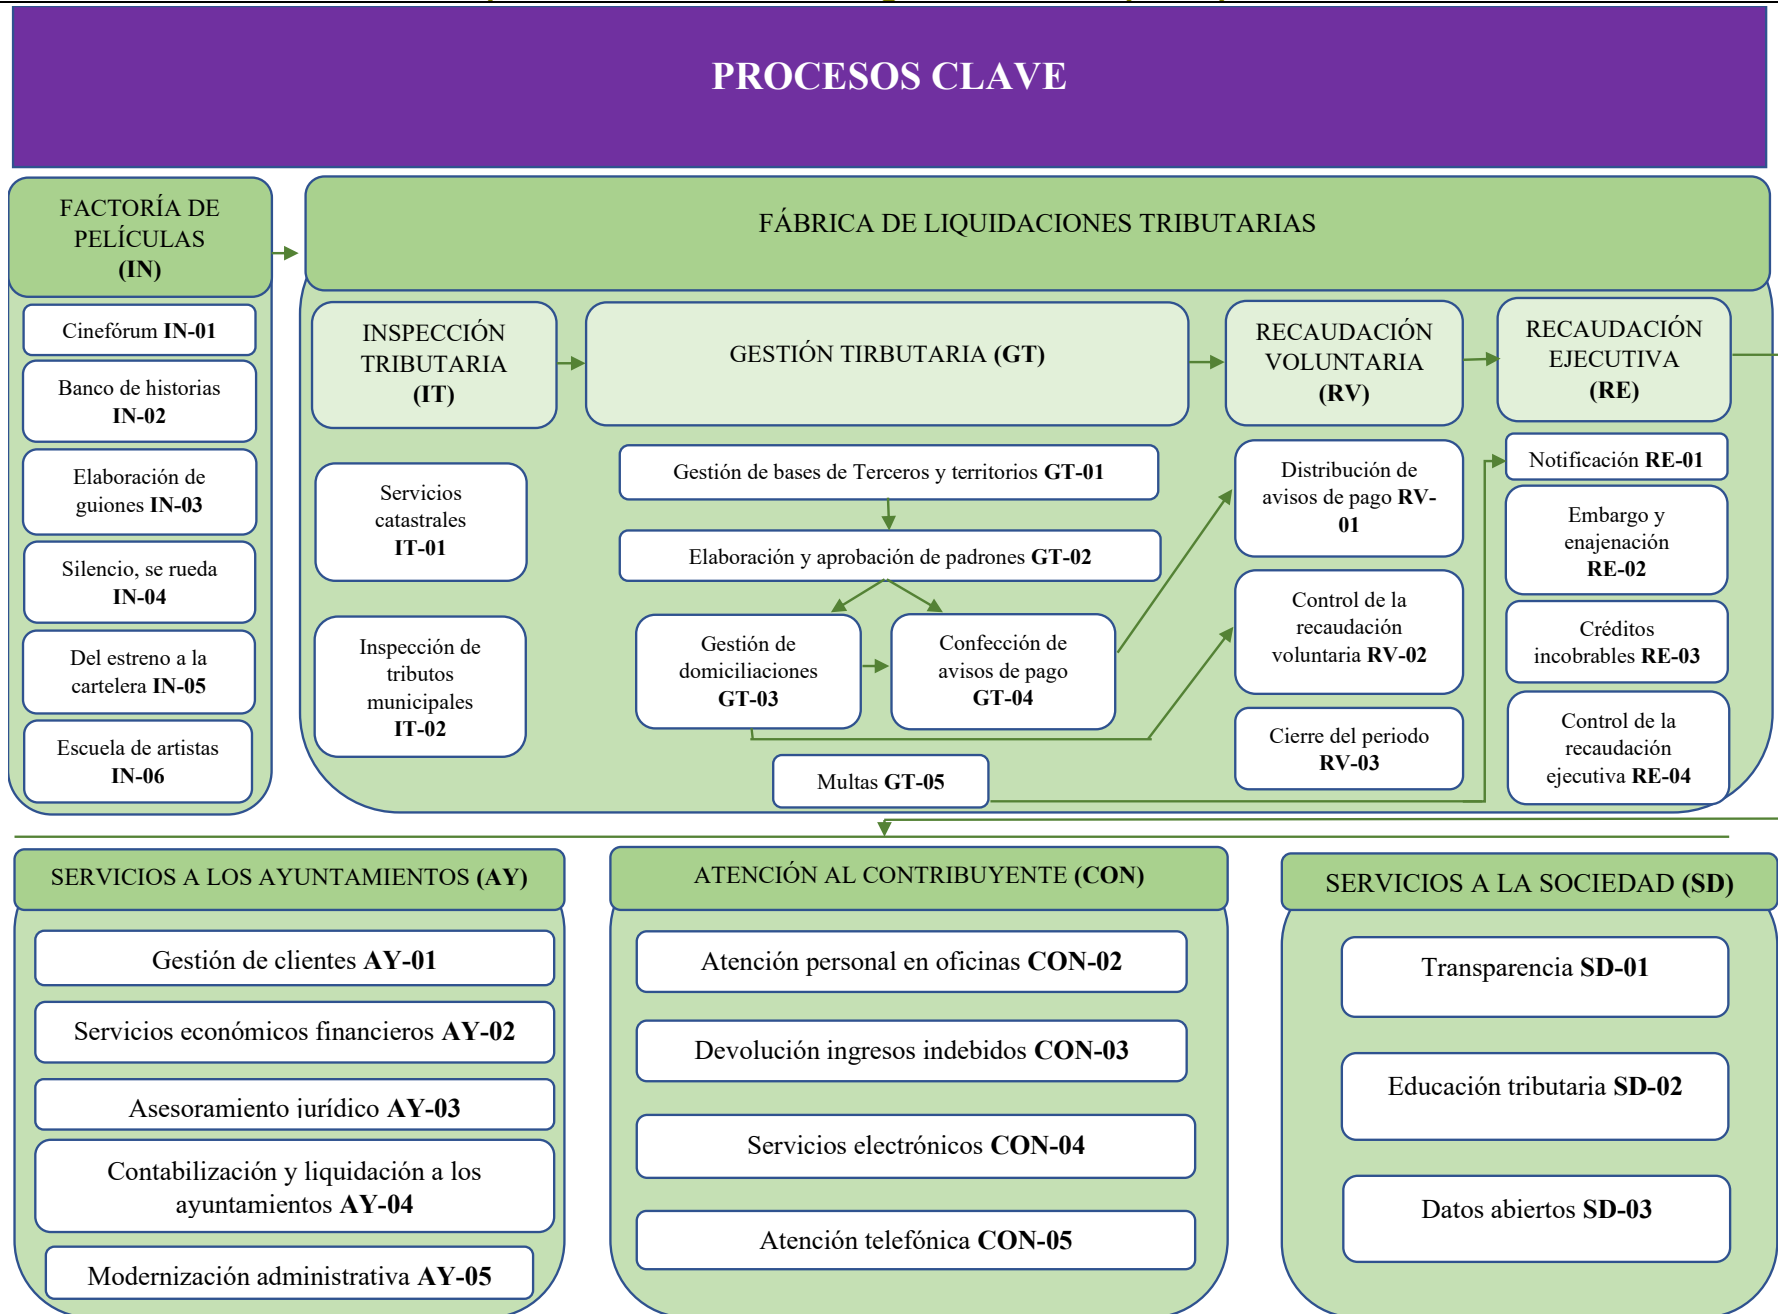 PROCESOS CLAVE
FACTORÍA DE
PELÍCULAS
(IN)
Cinefórum IN-01
Banco de historias
IN-02
Elaboración de
guiones IN-03
Silencio, se rueda
IN-04
Del estreno a la
cartelera IN-05
Escuela de artistas
IN-06
FÁBRICA DE LIQUIDACIONES TRIBUTARIAS
INSPECCIÓN
TRIBUTARIA
(IT)
Servicios
catastrales
IT-01
Inspección de
tributos
municipales
IT-02
GESTIÓN TIRBUTARIA (GT)
Gestión de bases de Terceros y territorios GT-01
Elaboración y aprobación de padrones GT-02
Gestión de
domiciliaciones
GT-03
Confección de
avisos de pago
GT-04
Multas GT-05
RECAUDACIÓN
VOLUNTARIA
(RV)
Distribución de
avisos de pago RV-
01
Control de la
recaudación
voluntaria RV-02
Cierre del periodo
RV-03
RECAUDACIÓN
EJECUTIVA
(RE)
Notificación RE-01
Embargo y
enajenación
RE-02
Créditos
incobrables RE-03
Control de la
recaudación
ejecutiva RE-04
SERVICIOS A LOS AYUNTAMIENTOS (AY)
Gestión de clientes AY-01
Servicios económicos financieros AY-02
Asesoramiento jurídico AY-03
Contabilización y liquidación a los
ayuntamientos AY-04
Modernización administrativa AY-05
ATENCIÓN AL CONTRIBUYENTE (CON)
Atención personal en oficinas CON-02
Devolución ingresos indebidos CON-03
Servicios electrónicos CON-04
Atención telefónica CON-05
SERVICIOS A LA SOCIEDAD (SD)
Transparencia SD-01
Educación tributaria SD-02
Datos abiertos SD-03